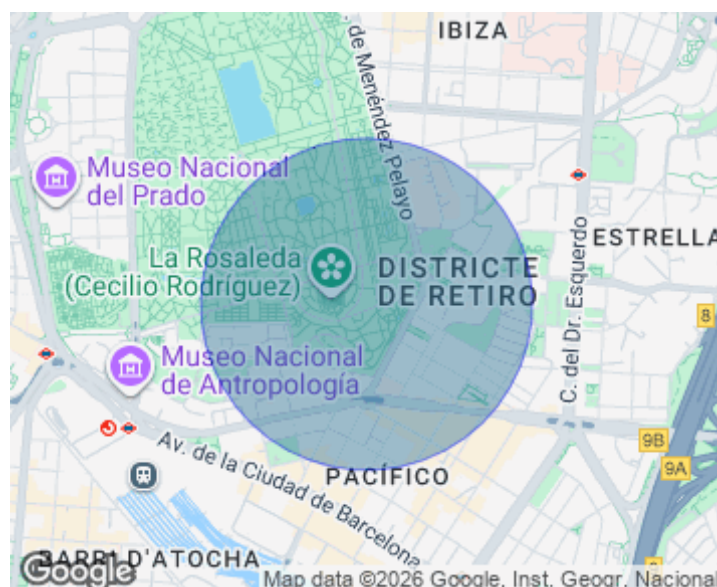 IBIZA
de Menéndez Pelayo
Museo Nacional
del Prado
C. del Dr. Esquerdo
ESTRELLA
La Rosaleda
(Cecilio Rodríguez)
DISTRICTE
DE RETIRO
8
Museo Nacional
de Antropología
Av. de la Ciudad de Barcelona
9B
9A
PACÍFICO
BARRI D'ATOCHA
Google
Map data ©2026 Google, Inst. Geogr. Nacional